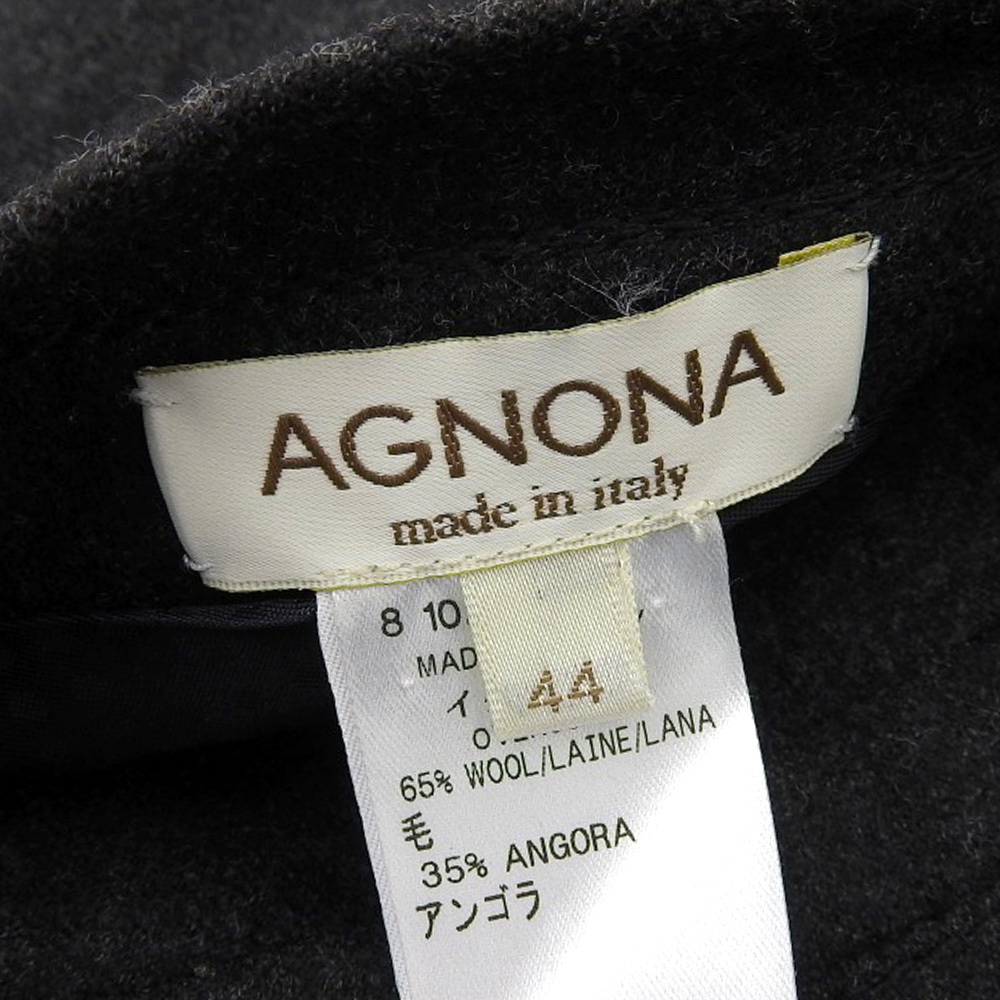 AGNONA
made in italy
44
8 10
MAD
イ
65% WOOL/LAINE/LANA
毛
35% ANGORA
アンゴラ